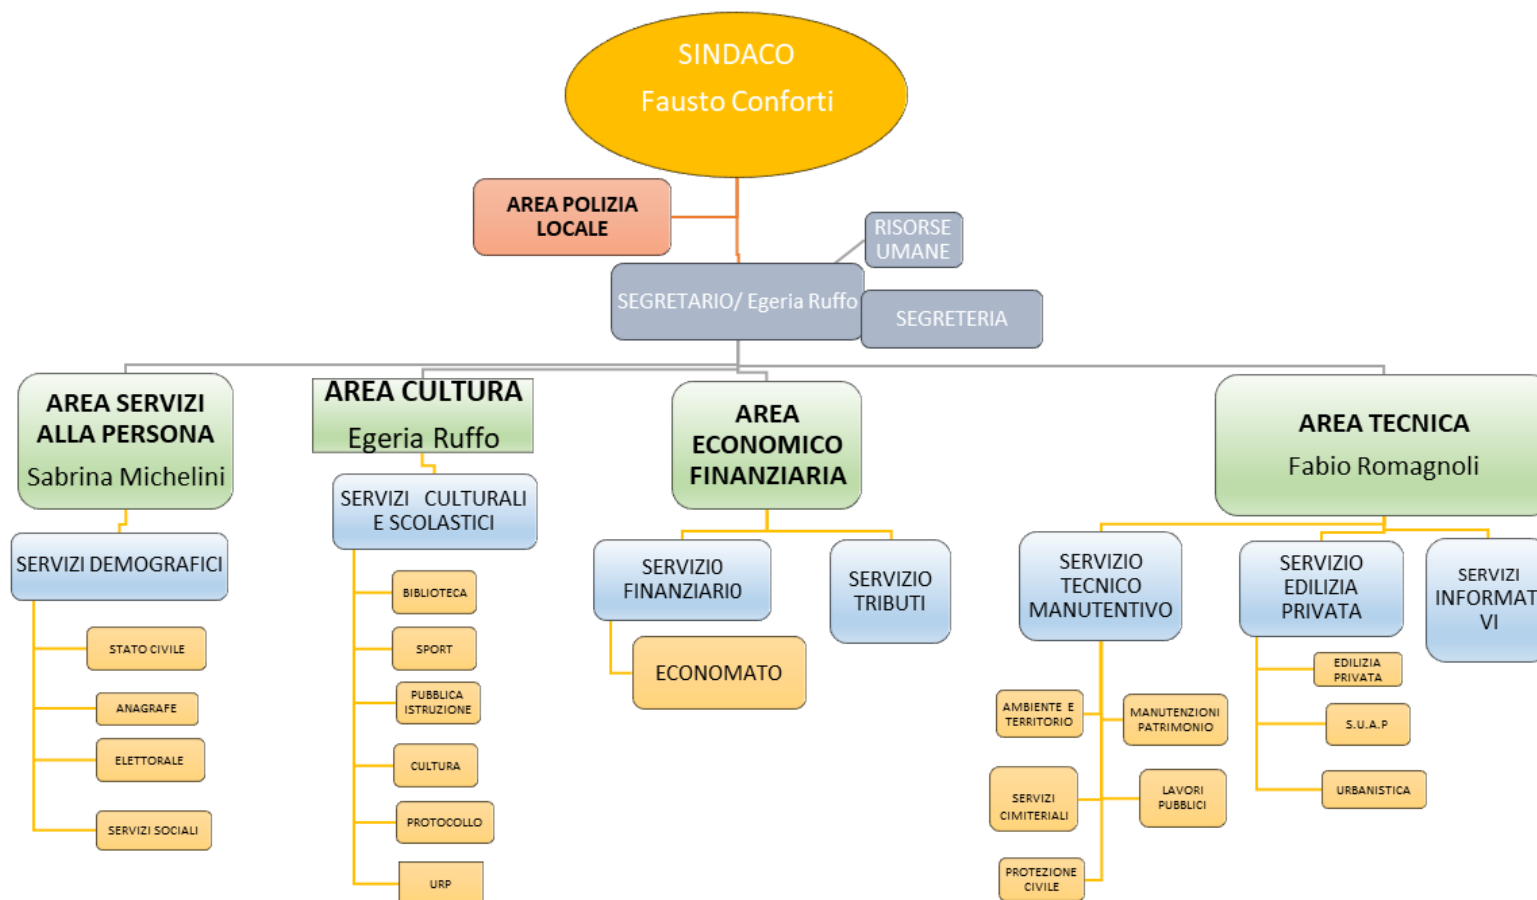 SINDACO
Fausto Conforti
AREA POLIZIA
LOCALE
RISORSE
UMANE
SEGRETARIO/ Egeria Ruffo
SEGRETERIA
AREA SERVIZI
ALLA PERSONA
Sabrina Michelini
SERVIZI DEMOGRAFICI
STATO CIVILE
ANAGRAFE
ELETTORALE
SERVIZI SOCIALI
AREA CULTURA
Egeria Ruffo
SERVIZI CULTURALI
E SCOLASTICI
BIBLIOTECA
SPORT
PUBBLICA
ISTRUZIONE
CULTURA
PROTOCOLLO
URP
AREA
ECONOMICO
FINANZIARIA
SERVIZI0
FINANZIARI0
ECONOMATO
SERVIZIO
TRIBUTI
AREA TECNICA
Fabio Romagnoli
SERVIZIO
TECNICO
MANUTENTIVO
AMBIENTE E
TERRITORIO
MANUTENZIONI
PATRIMONIO
SERVIZI
CIMITERIALI
LAVORI
PUBBLICI
PROTEZIONE
CIVILE
SERVIZIO
EDILIZIA
PRIVATA
EDILIZIA
PRIVATA
S.U.A.P
URBANISTICA
SERVIZI
INFORMAT
VI